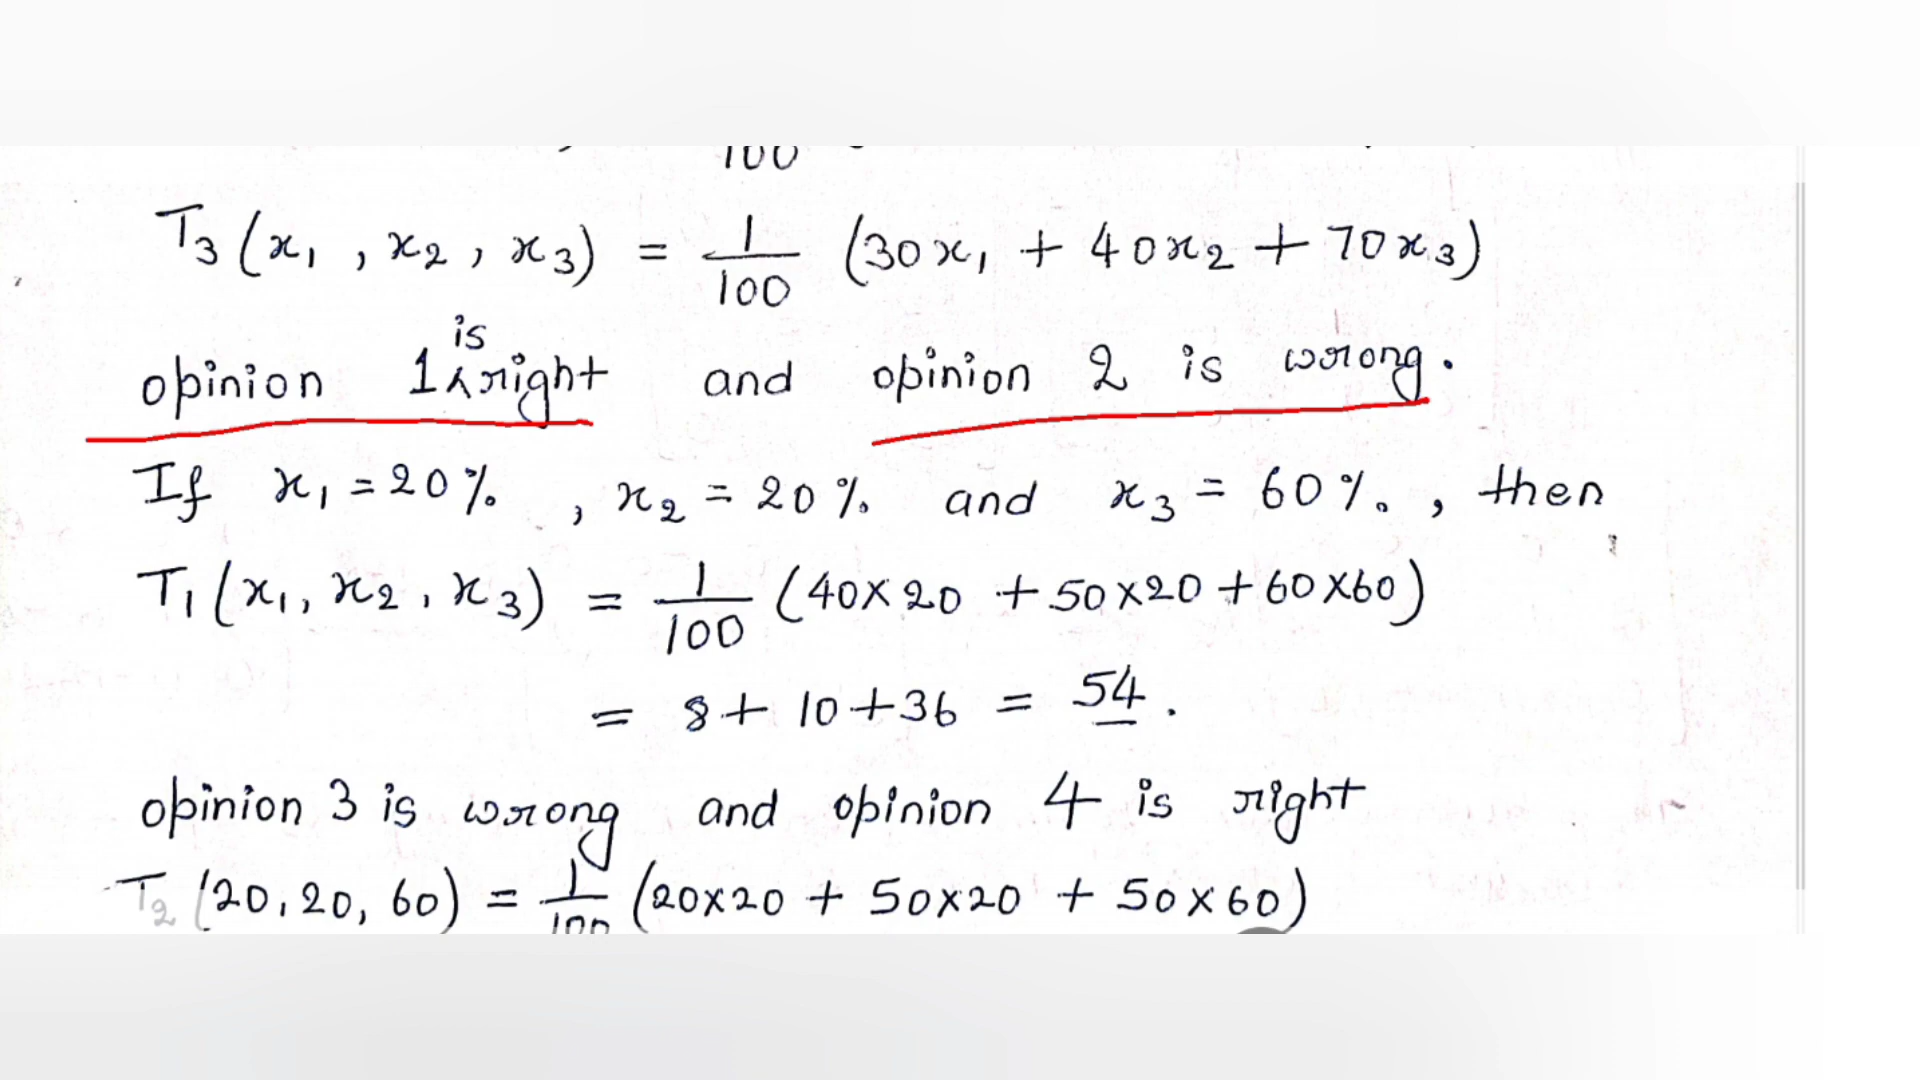 100
T₃ (x₁ , x₂ , x₃) = 1/100 (30x₁ + 40x₂ + 70x₃)
opinion 1 is right and opinion 2 is wrong.
If x₁ = 20% , x₂ = 20% and x₃ = 60% , then
T₁ (x₁, x₂ , x₃) = 1/100 (40×20 + 50×20 + 60×60)
= 8 + 10 + 36 = 54 .
opinion 3 is wrong and opinion 4 is right
T₂ (20, 20, 60) = 1/100 (20×20 + 50×20 + 50×60)